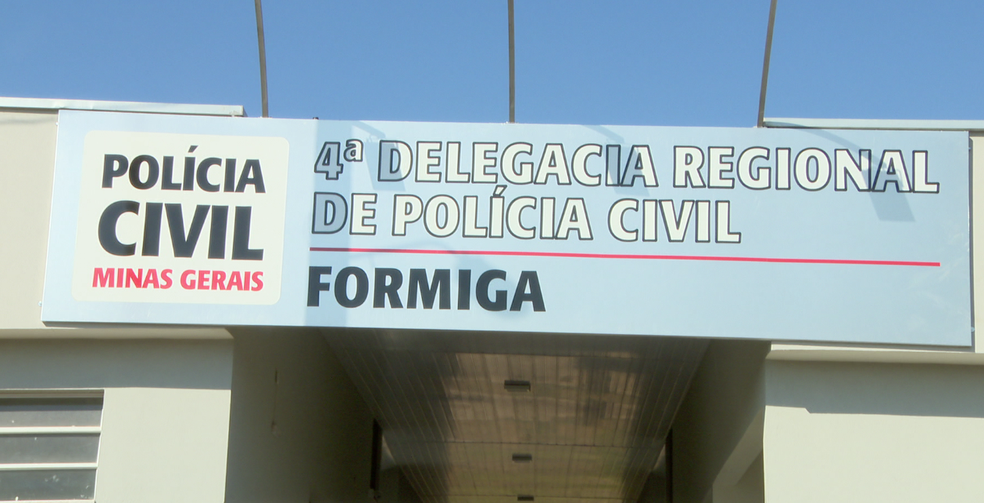 POLÍCIA
CIVIL
MINAS GERAIS
4ª DELEGACIA REGIONAL
DE POLÍCIA CIVIL
FORMIGA